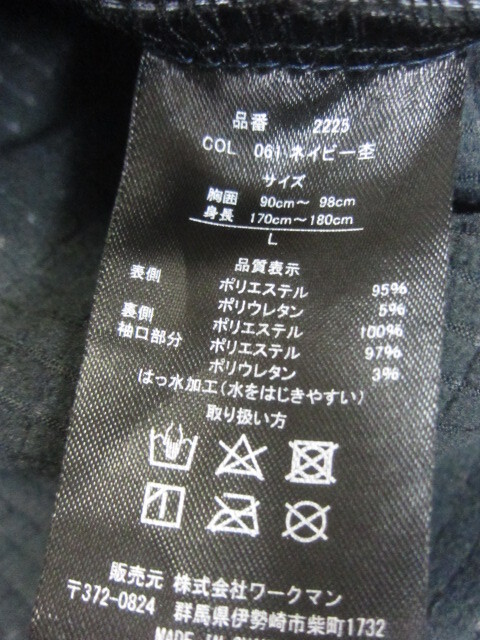 品番 2225
COL 061 ネイビー杢
サイズ
胸囲 90cm～ 98cm
身長 170cm～180cm
L
品質表示
表側 ポリエステル 95%
ポリウレタン 5%
裏側 ポリエステル 100%
袖口部分 ポリエステル 97%
ポリウレタン 3%
はっ水加工(水をはじきやすい)
取り扱い方
販売元 株式会社ワークマン
〒372-0824 群馬県伊勢崎市柴町1732
MADE IN